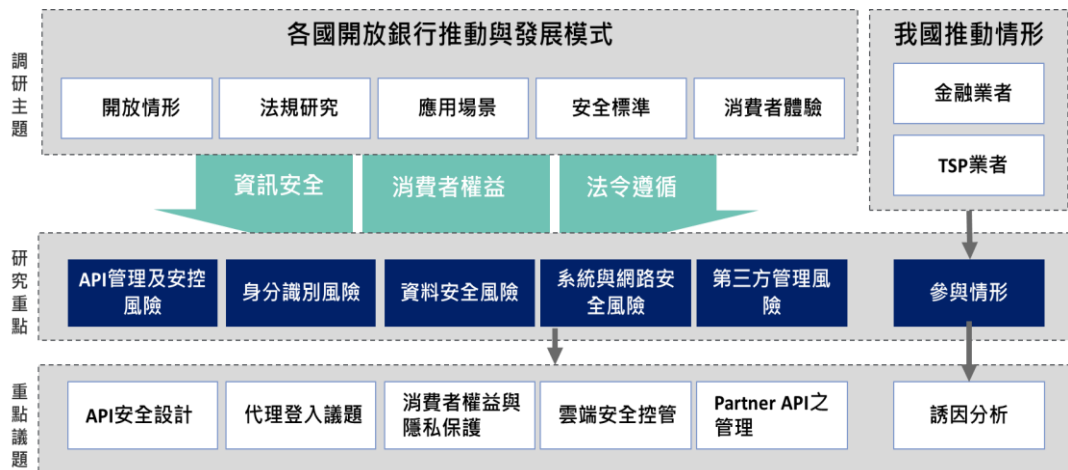 調研主題
各國開放銀行推動與發展模式
開放情形
法規研究
應用場景
安全標準
消費者體驗
我國推動情形
金融業者
TSP業者
資訊安全
消費者權益
法令遵循
研究重點
API管理及安控
風險
身分識別風險
資料安全風險
系統與網路安
全風險
第三方管理風
險
參與情形
重點議題
API安全設計
代理登入議題
消費者權益與
隱私保護
雲端安全控管
Partner API之
管理
誘因分析